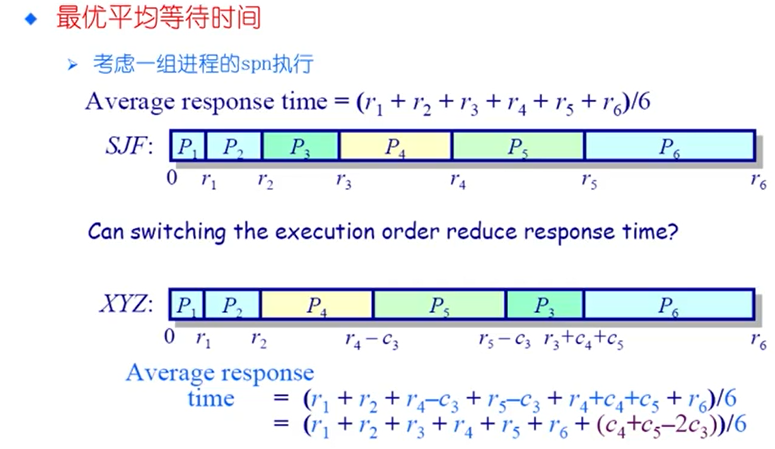 最优平均等待时间
考虑一组进程的spn执行
Average response time = (r₁ + r₂ + r₃ + r₄ + r₅ + r₆)/6
SJF: P₁ P₂ P₃ P₄ P₅ P₆
0 r₁ r₂ r₃ r₄ r₅ r₆
Can switching the execution order reduce response time?
XYZ: P₁ P₂ P₄ P₅ P₃ P₆
0 r₁ r₂ r₄ – c₃ r₅ – c₃ r₃+c₄+c₅ r₆
Average response
time = (r₁ + r₂ + r₄–c₃ + r₅–c₃ + r₄+c₄+c₅ + r₆)/6
= (r₁ + r₂ + r₃ + r₄ + r₅ + r₆ + (c₄+c₅–2c₃))/6